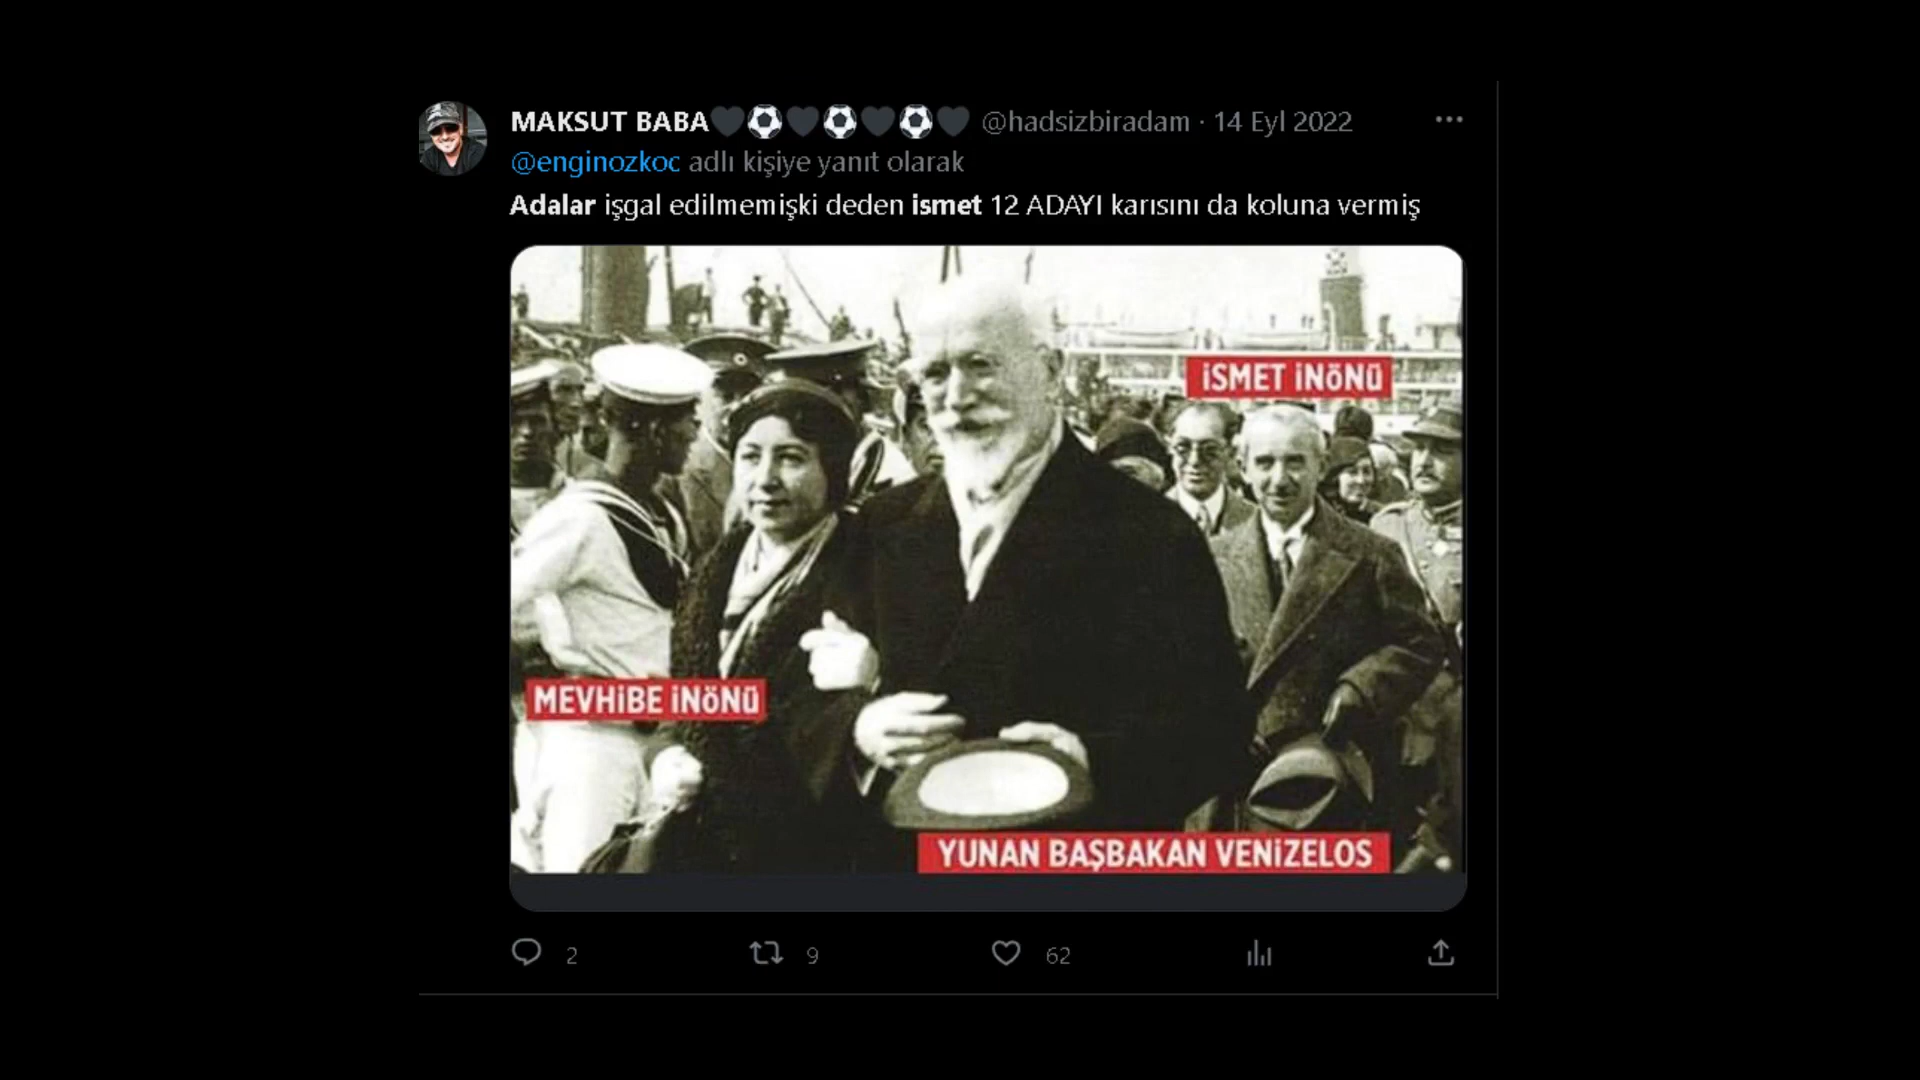 MAKSUT BABA🖤⚽🖤⚽🖤⚽🖤 @hadsizbiradam · 14 Eyl 2022
@enginozkoc adlı kişiye yanıt olarak
Adalar işgal edilmemişki deden ismet 12 ADAYI karısını da koluna vermiş
İSMET İNÖNÜ
MEVHİBE İNÖNÜ
YUNAN BAŞBAKAN VENİZELOS
2 9 62